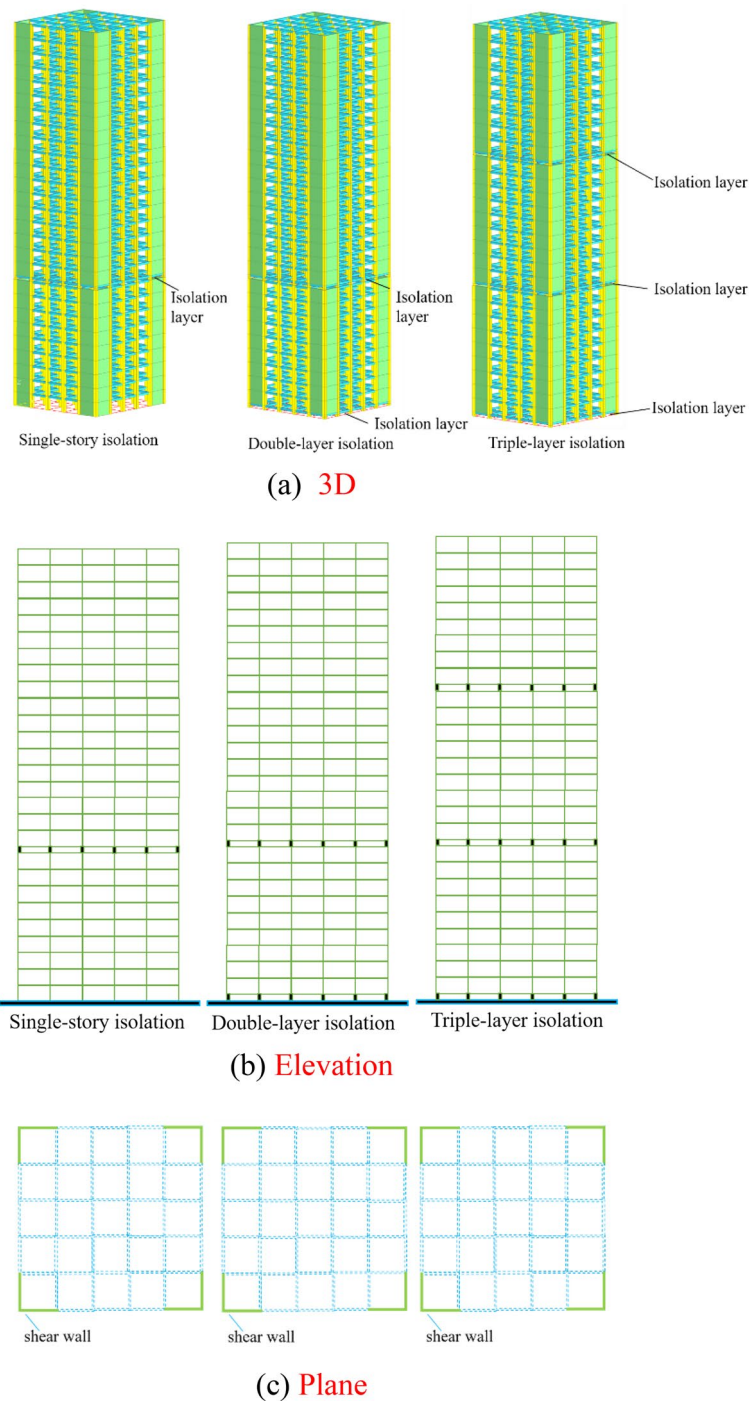 Isolation layer
Isolation layer
Isolation
layer
Isolation
layer
Isolation layer
Isolation layer
Single-story isolation
Double-layer isolation
Triple-layer isolation
(a) 3D
Single-story isolation
Double-layer isolation
Triple-layer isolation
(b) Elevation
shear wall
shear wall
shear wall
(c) Plane